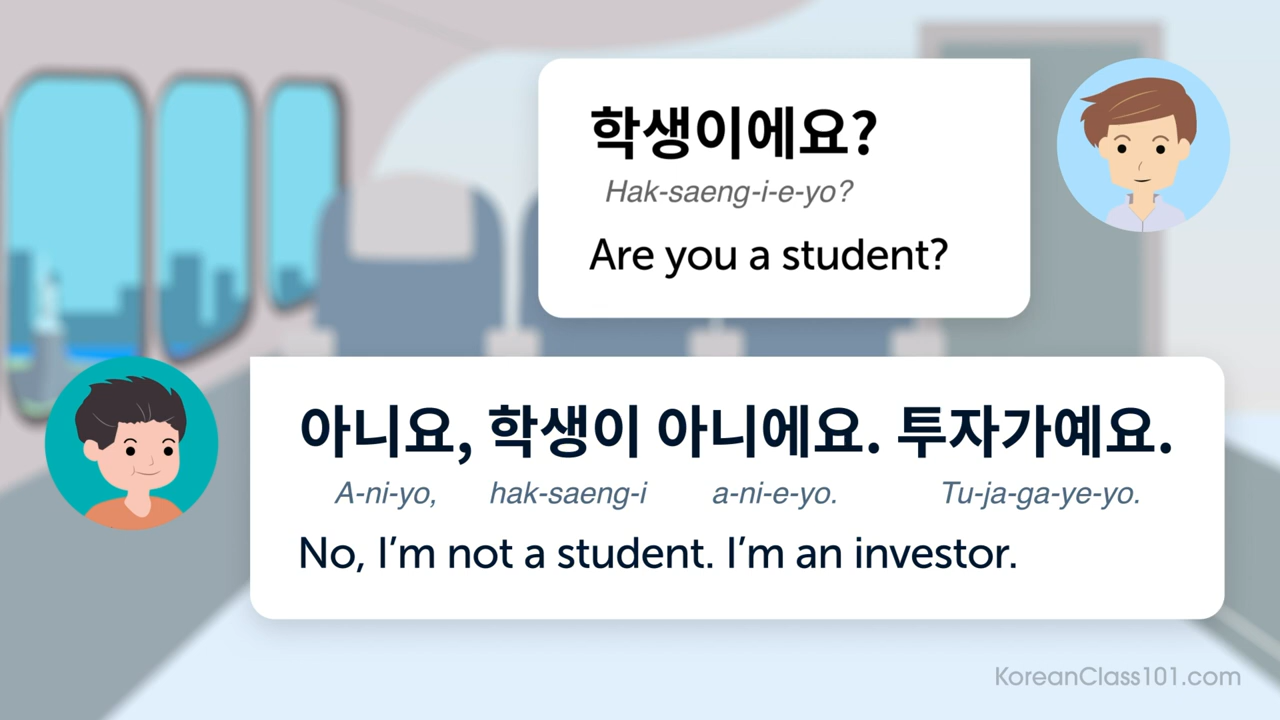 학생이에요?
Hak-saeng-i-e-yo?
Are you a student?
아니요, 학생이 아니에요. 투자가예요.
A-ni-yo, hak-saeng-i a-ni-e-yo. Tu-ja-ga-ye-yo.
No, I’m not a student. I’m an investor.
KoreanClass101.com